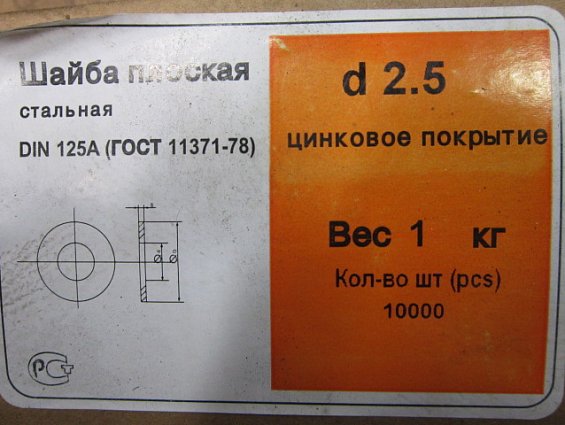 Шайба плоская
стальная
DIN 125A (ГОСТ 11371-78)
d 2.5
цинковое покрытие
Вес 1 кг
Кол-во шт (pcs)
10000
РСТ